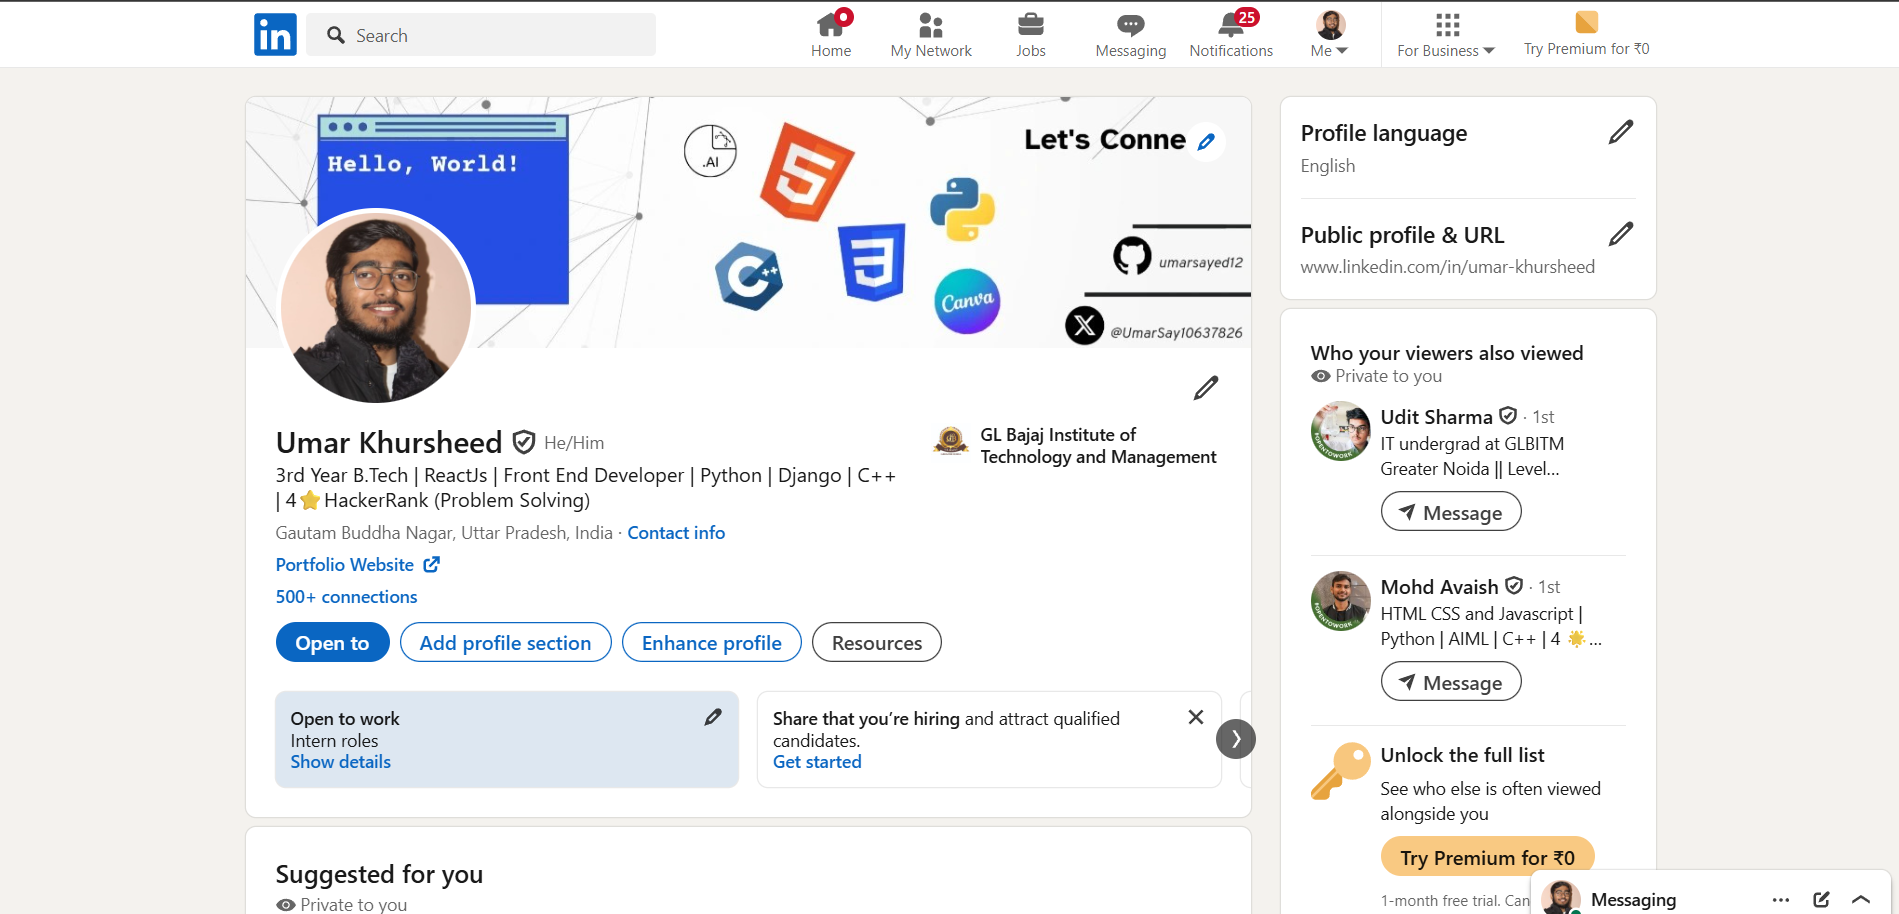 in
Search
Home
My Network
Jobs
Messaging
25
Notifications
Me
For Business
Try Premium for ₹0
Hello, World!
.AI
5
3
C++
Canva
Let's Conne
umarsayed12
X
@UmarSay10637826
Umar Khursheed He/Him
3rd Year B.Tech | ReactJs | Front End Developer | Python | Django | C++
| 4⭐HackerRank (Problem Solving)
Gautam Buddha Nagar, Uttar Pradesh, India · Contact info
Portfolio Website
500+ connections
GL Bajaj Institute of
Technology and Management
Open to
Add profile section
Enhance profile
Resources
Open to work
Intern roles
Show details
Share that you’re hiring and attract qualified
candidates.
Get started
Suggested for you
Private to you
Profile language
English
Public profile & URL
www.linkedin.com/in/umar-khursheed
Who your viewers also viewed
Private to you
Udit Sharma · 1st
IT undergrad at GLBITM
Greater Noida || Level...
#OPENTOWORK
Message
Mohd Avaish · 1st
HTML CSS and Javascript |
Python | AIML | C++ | 4 🌟...
#OPENTOWORK
Message
Unlock the full list
See who else is often viewed
alongside you
Try Premium for ₹0
1-month free trial. Can
Messaging